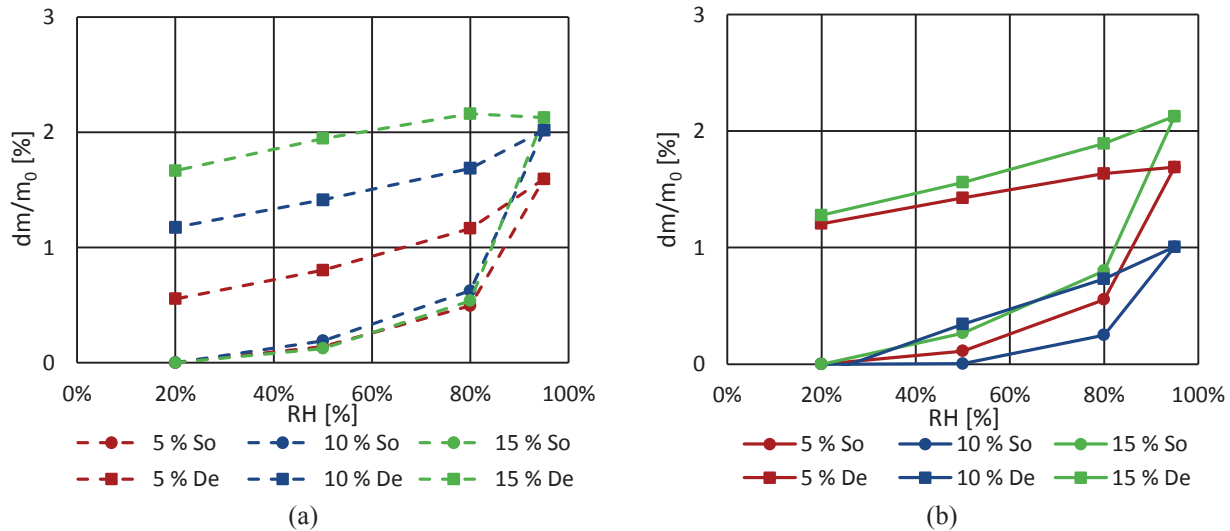 3
2
1
0
dm/m0 [%]
0% 20% 40% 60% 80% 100%
RH [%]
5 % So 10 % So 15 % So
5 % De 10 % De 15 % De
(a)
3
2
1
0
dm/m0 [%]
0% 20% 40% 60% 80% 100%
RH [%]
5 % So 10 % So 15 % So
5 % De 10 % De 15 % De
(b)